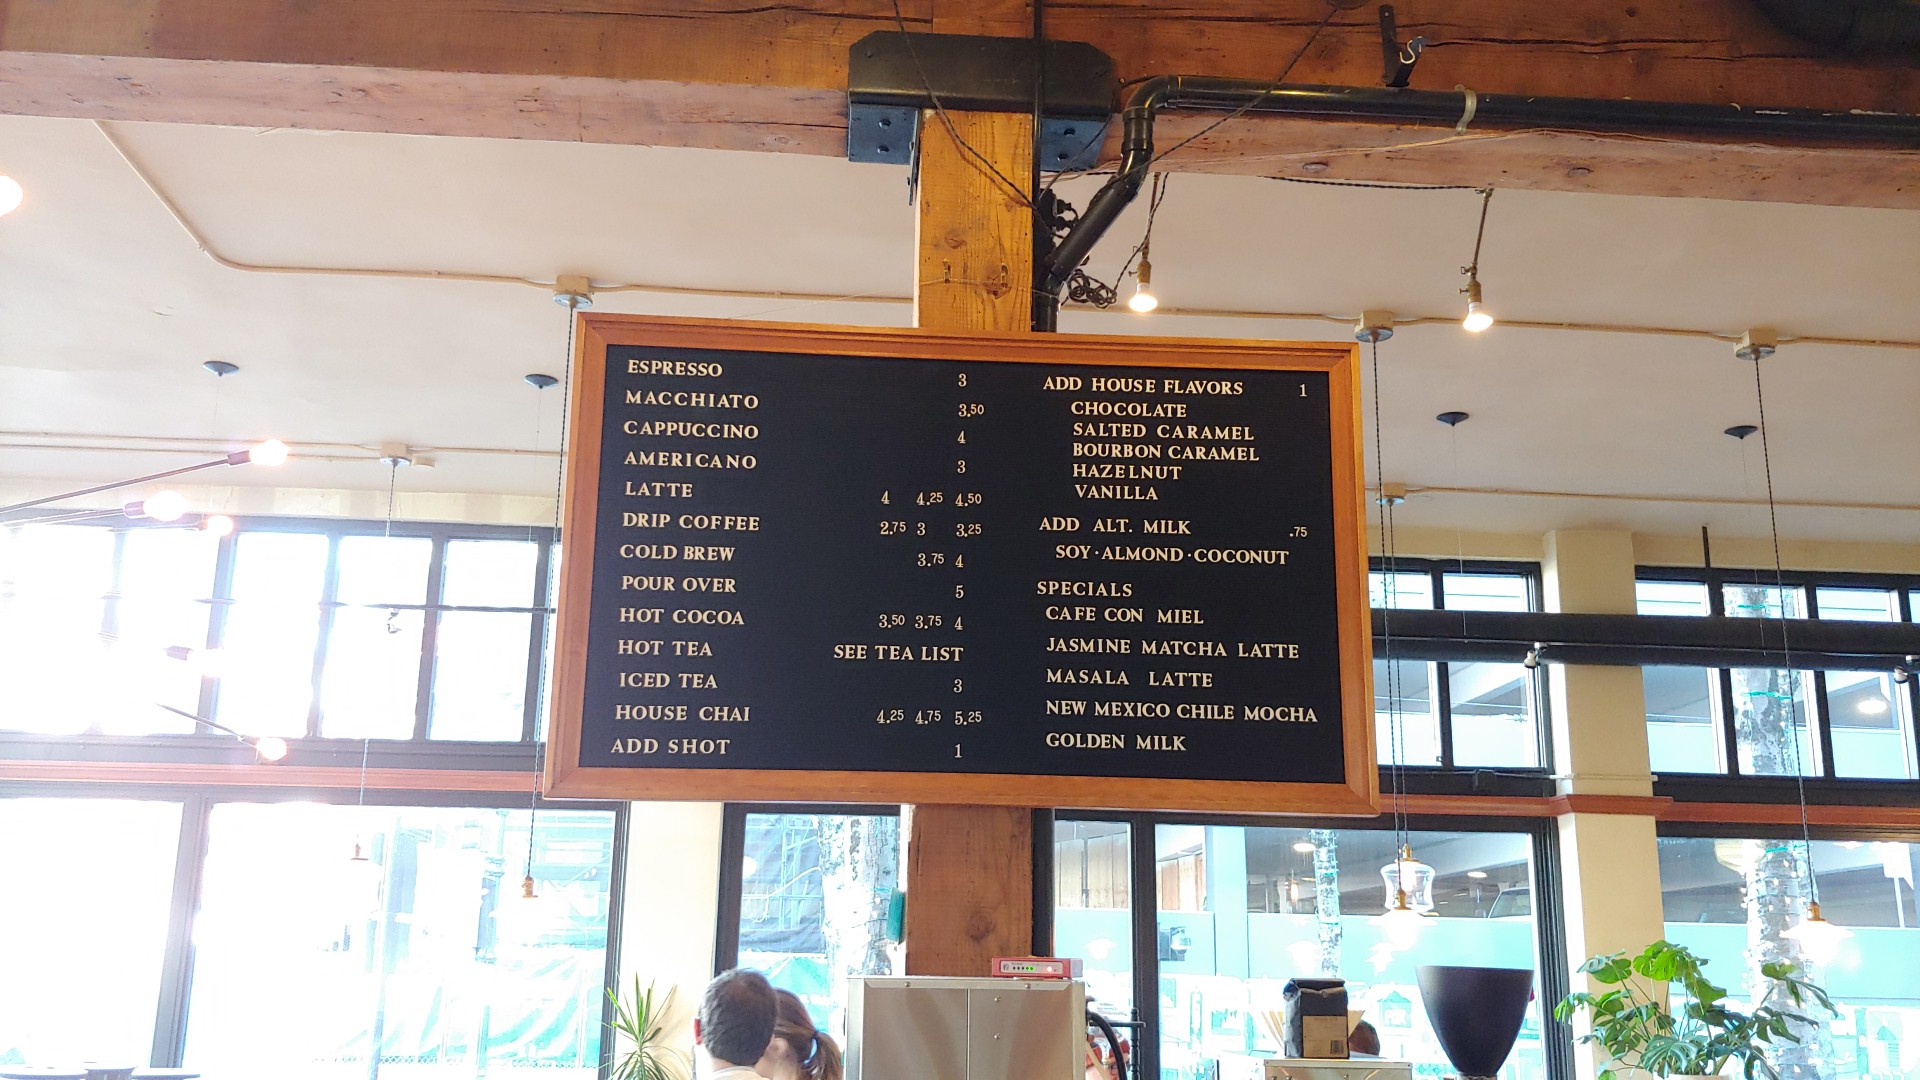 ESPRESSO 3
MACCHIATO 3.50
CAPPUCCINO 4
AMERICANO 3
LATTE 4 4.25 4.50
DRIP COFFEE 2.75 3 3.25
COLD BREW 3.75 4
POUR OVER 5
HOT COCOA 3.50 3.75 4
HOT TEA SEE TEA LIST
ICED TEA 3
HOUSE CHAI 4.25 4.75 5.25
ADD SHOT 1
ADD HOUSE FLAVORS 1
CHOCOLATE
SALTED CARAMEL
BOURBON CARAMEL
HAZELNUT
VANILLA
ADD ALT. MILK .75
SOY·ALMOND·COCONUT
SPECIALS
CAFE CON MIEL
JASMINE MATCHA LATTE
MASALA LATTE
NEW MEXICO CHILE MOCHA
GOLDEN MILK